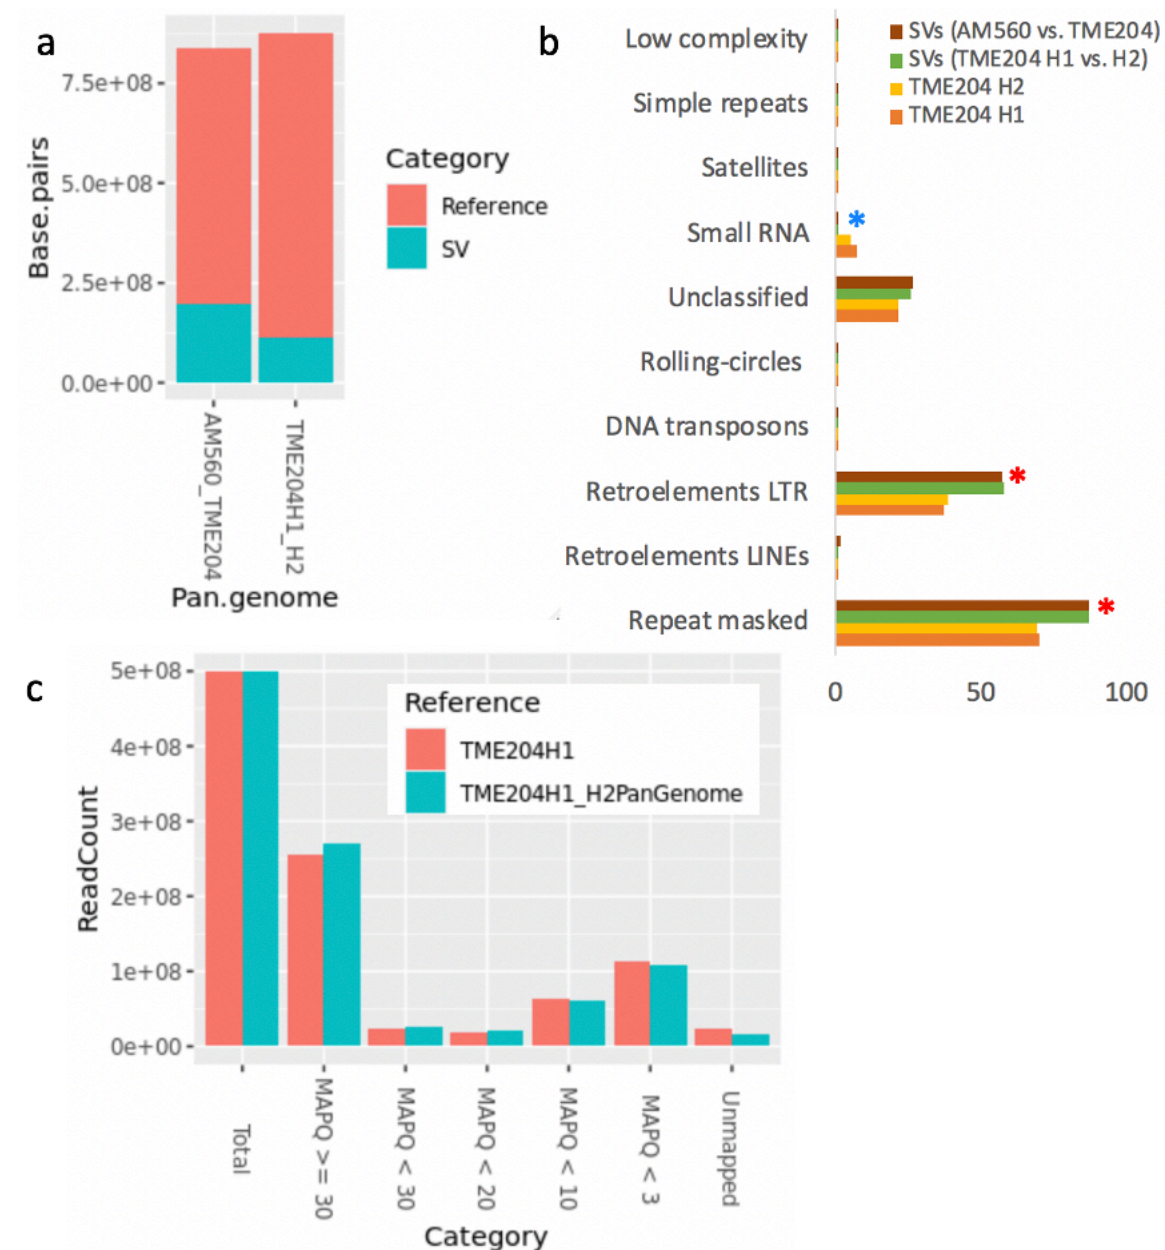 a
7.5e+08
5.0e+08
2.5e+08
0.0e+00
Base.pairs
AM560_TME204
TME204H1_H2
Pan.genome
Category
Reference
SV
b
Low complexity
Simple repeats
Satellites
Small RNA
Unclassified
Rolling-circles
DNA transposons
Retroelements LTR
Retroelements LINEs
Repeat masked
SVs (AM560 vs. TME204)
SVs (TME204 H1 vs. H2)
TME204 H2
TME204 H1
*
*
*
0 50 100
c
5e+08
4e+08
3e+08
2e+08
1e+08
0e+00
ReadCount
Reference
TME204H1
TME204H1_H2PanGenome
Total
MAPQ >= 30
MAPQ < 30
MAPQ < 20
MAPQ < 10
MAPQ < 3
Unmapped
Category